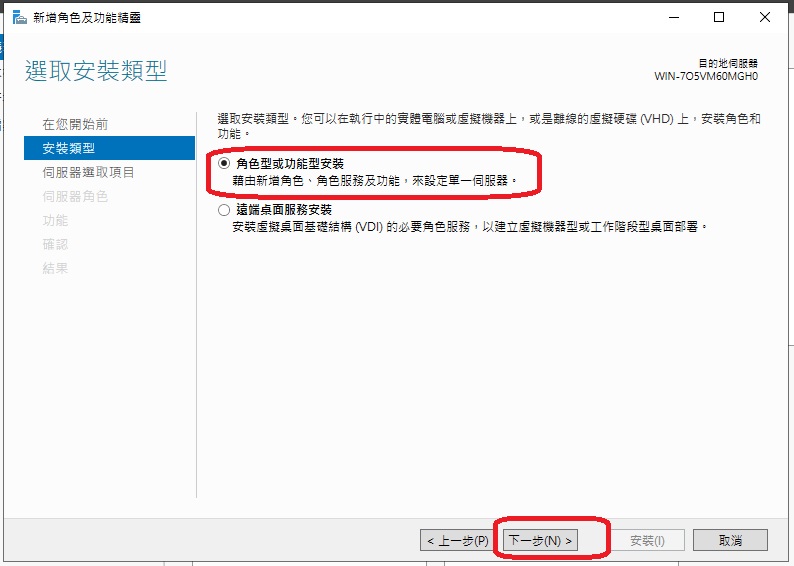 新增角色及功能精靈
選取安裝類型
目的地伺服器
WIN-7O5VM60MGH0
在您開始前
安裝類型
伺服器選取項目
伺服器角色
功能
確認
結果
選取安裝類型。您可以在執行中的實體電腦或虛擬機器上，或是離線的虛擬硬碟 (VHD) 上，安裝角色和
功能。
角色型或功能型安裝
藉由新增角色、角色服務及功能，來設定單一伺服器。
遠端桌面服務安裝
安裝虛擬桌面基礎結構 (VDI) 的必要角色服務，以建立虛擬機器型或工作階段型桌面部署。
< 上一步(P)
下一步(N) >
安裝(I)
取消